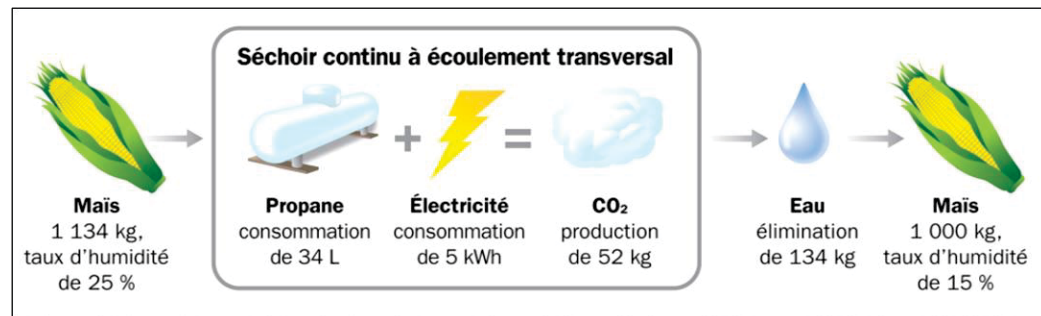 Séchoir continu à écoulement transversal
Maïs
1 134 kg,
taux d’humidité
de 25 %
Propane
consommation
de 34 L
Électricité
consommation
de 5 kWh
CO₂
production
de 52 kg
Eau
élimination
de 134 kg
Maïs
1 000 kg,
taux d’humidité
de 15 %